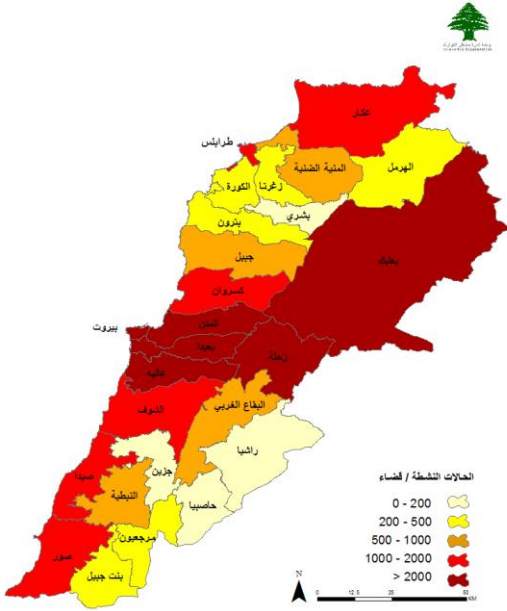 عكار
طرابلس
المنية الضنية
الهرمل
زغرتا
الكورة
بشري
بترون
جبيل
بعلبك
كسروان
المتن
بيروت
بعبدا
زحلة
عاليه
الشوف
البقاع الغربي
راشيا
جزين
صيدا
النبطية
حاصبيا
مرجعيون
صور
بنت جبيل
الحالات النشطة / قضاء
0 - 200
200 - 500
500 - 1000
1000 - 2000
> 2000
N
0 12.5 25 50
KM